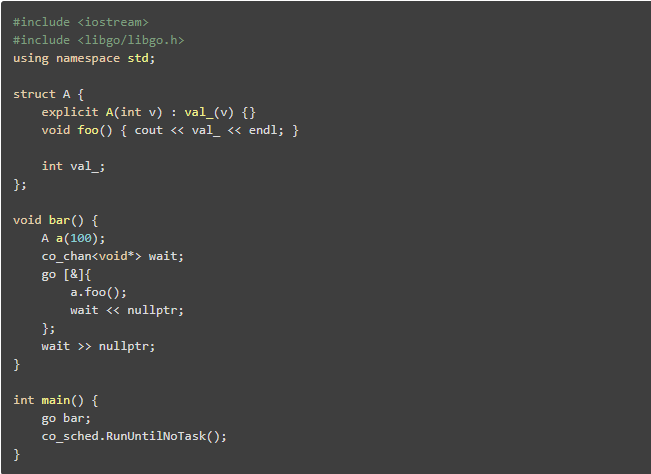 #include <iostream>
#include <libgo/libgo.h>
using namespace std;

struct A {
    explicit A(int v) : val_(v) {}
    void foo() { cout << val_ << endl; }

    int val_;
};

void bar() {
    A a(100);
    co_chan<void*> wait;
    go [&]{
        a.foo();
        wait << nullptr;
    };
    wait >> nullptr;
}

int main() {
    go bar;
    co_sched.RunUntilNoTask();
}